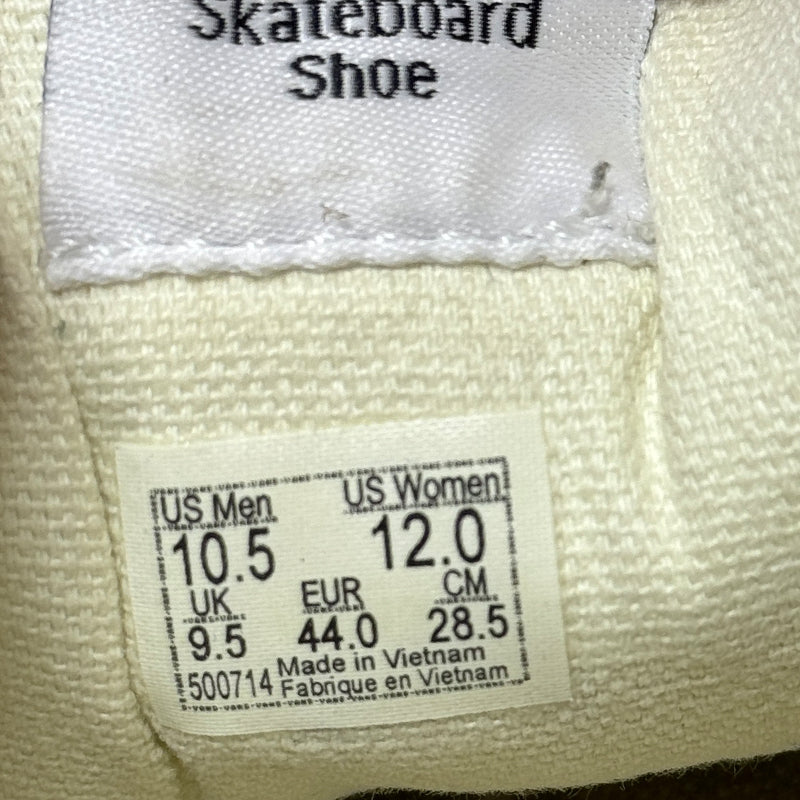 Skateboard
Shoe
US Men US Women
10.5 12.0
UK EUR CM
9.5 44.0 28.5
500714 Made in Vietnam
Fabrique en Vietnam